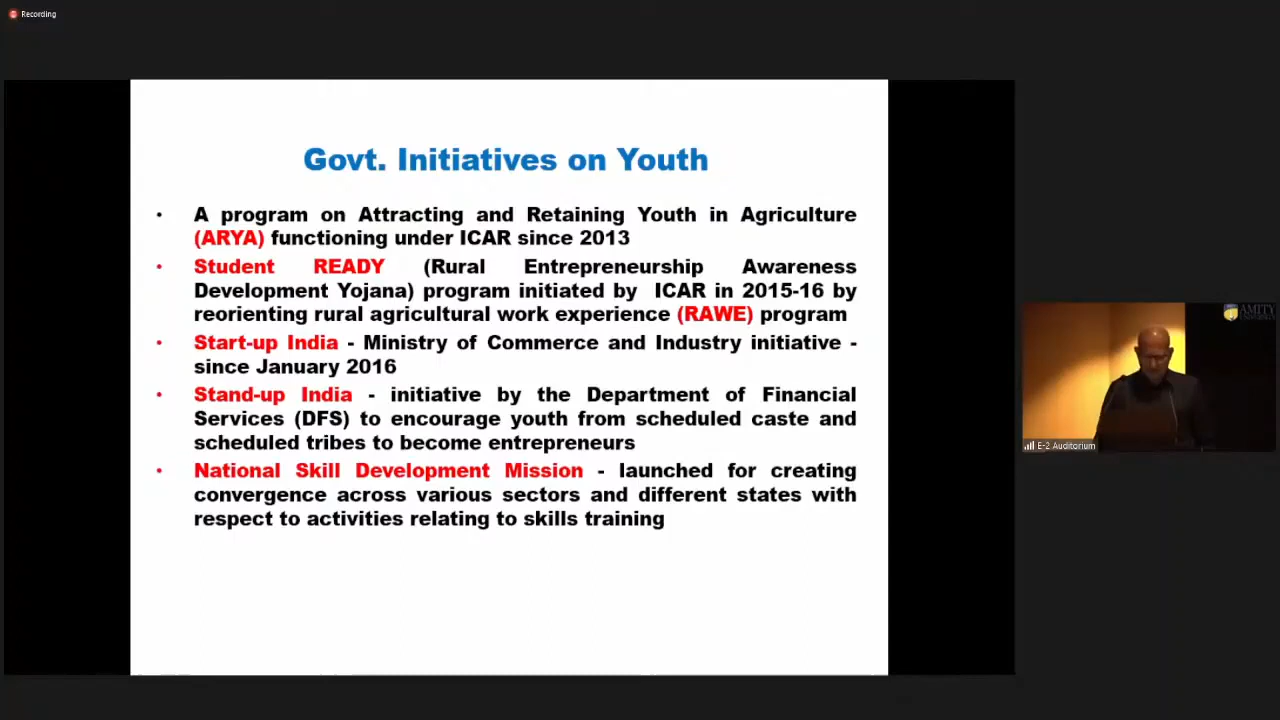 Recording
Govt. Initiatives on Youth
• A program on Attracting and Retaining Youth in Agriculture
(ARYA) functioning under ICAR since 2013
• Student READY (Rural Entrepreneurship Awareness
Development Yojana) program initiated by ICAR in 2015-16 by
reorienting rural agricultural work experience (RAWE) program
• Start-up India - Ministry of Commerce and Industry initiative -
since January 2016
• Stand-up India - initiative by the Department of Financial
Services (DFS) to encourage youth from scheduled caste and
scheduled tribes to become entrepreneurs
• National Skill Development Mission - launched for creating
convergence across various sectors and different states with
respect to activities relating to skills training
AMITY
UNIVERSITY
E-2 Auditorium